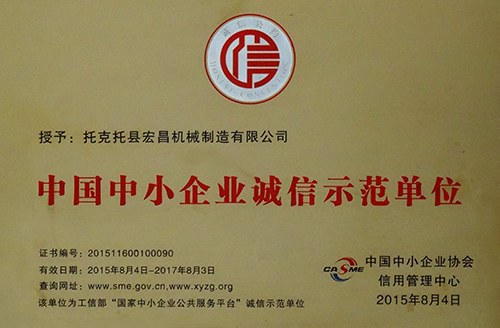 诚信公约
HONEST CONVENTION
信
授予：托克托县宏昌机械制造有限公司
中国中小企业诚信示范单位
证书编号：201511600100090
有效日期：2015年8月4日-2017年8月3日
查询网站：www.sme.gov.cn,www.xyzg.org
该单位为工信部“国家中小企业公共服务平台”诚信示范单位
CASME
中国中小企业协会
信用管理中心
2015年8月4日